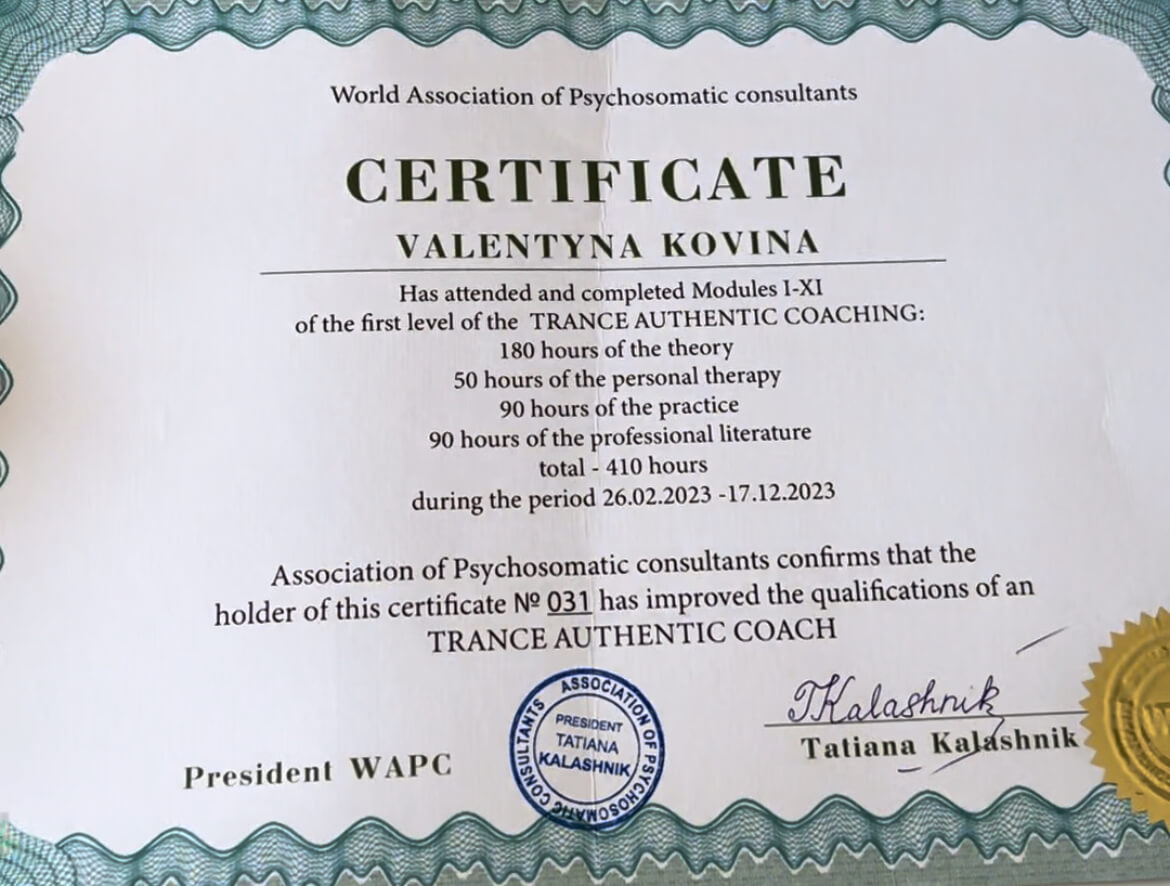 World Association of Psychosomatic consultants
CERTIFICATE
VALENTYNA KOVINA
Has attended and completed Modules I-XI
of the first level of the TRANCE AUTHENTIC COACHING:
180 hours of the theory
50 hours of the personal therapy
90 hours of the practice
90 hours of the professional literature
total - 410 hours
during the period 26.02.2023 -17.12.2023
Association of Psychosomatic consultants confirms that the
holder of this certificate № 031 has improved the qualifications of an
TRANCE AUTHENTIC COACH
President WAPC
ASSOCIATION OF PSYCHOSOMATIC CONSULTANTS
PRESIDENT
TATIANA
KALASHNIK
TKalashnik
Tatiana Kalashnik